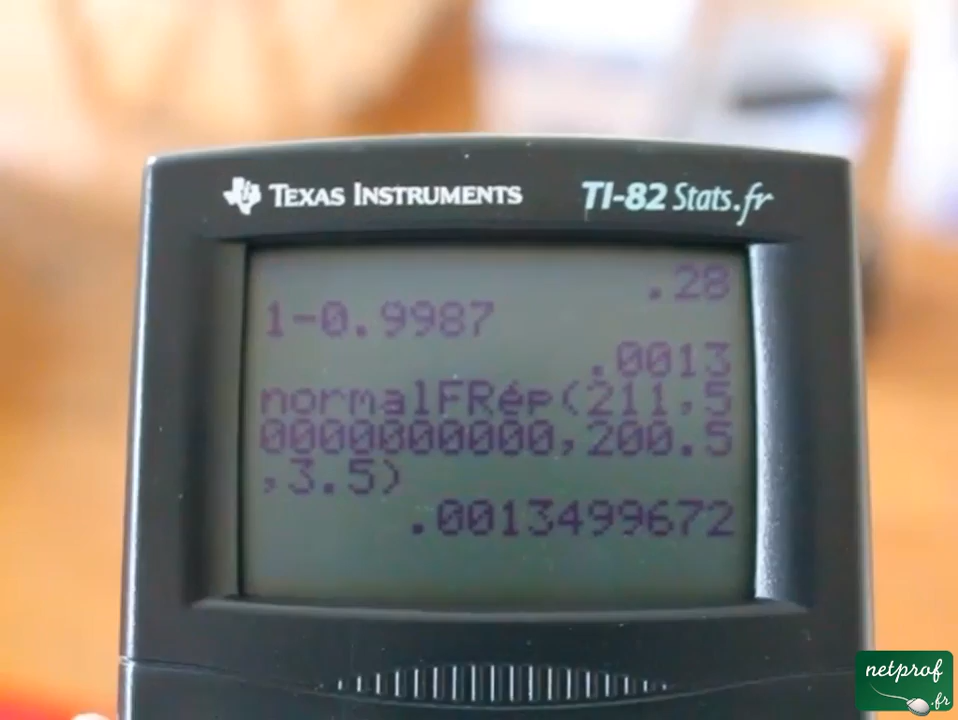 TEXAS INSTRUMENTS TI-82 Stats.fr
.28
1-0.9987
.0013
normalFRép(211,5
0000000000,200.5
,3.5)
.0013499672
netprof
.fr